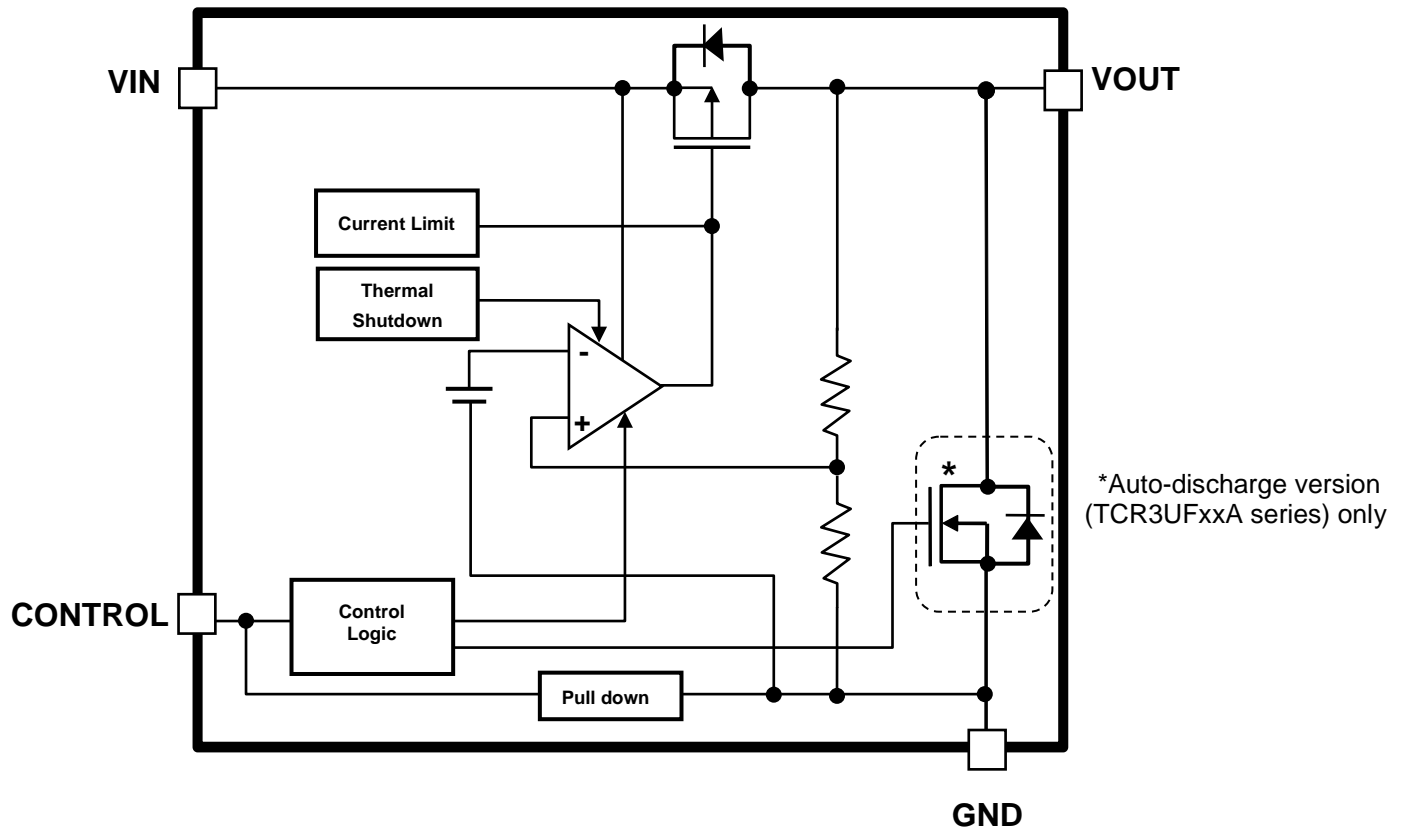 VIN
VOUT
Current Limit
Thermal
Shutdown
-
+
*
*Auto-discharge version
(TCR3UFxxA series) only
CONTROL
Control
Logic
Pull down
GND